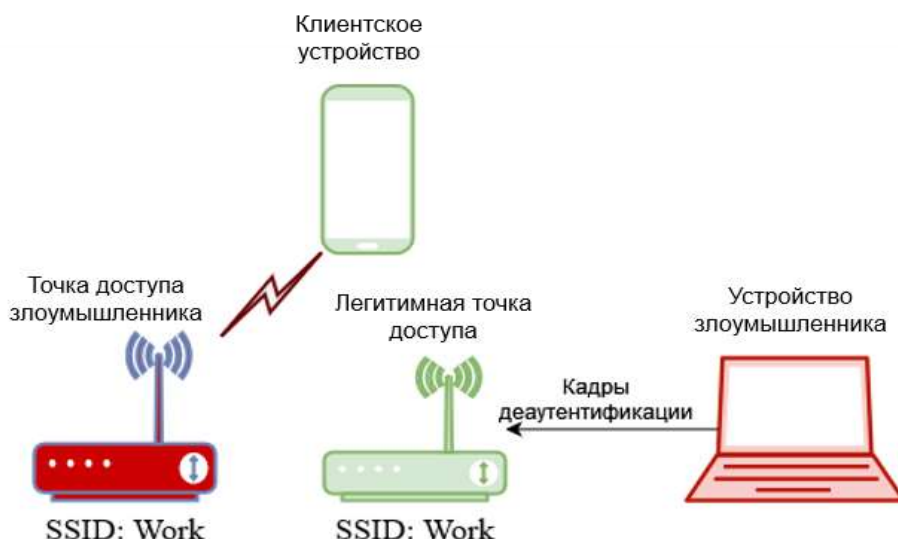 Клиентское
устройство
Точка доступа
злоумышленника
Легитимная точка
доступа
Устройство
злоумышленника
Кадры
деаутентификации
SSID: Work
SSID: Work